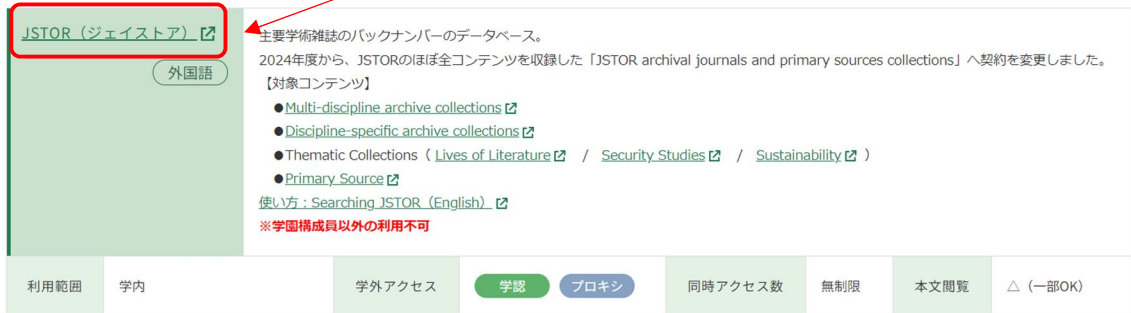 JSTOR（ジェイストア）
外国語
主要学術雑誌のバックナンバーのデータベース。
2024年度から、JSTORのほぼ全コンテンツを収録した「JSTOR archival journals and primary sources collections」へ契約を変更しました。
【対象コンテンツ】
●Multi-discipline archive collections
●Discipline-specific archive collections
●Thematic Collections（ Lives of Literature / Security Studies / Sustainability ）
●Primary Source
使い方：Searching JSTOR（English）
※学園構成員以外の利用不可
利用範囲 学内 学外アクセス 学認 プロキシ 同時アクセス数 無制限 本文閲覧 △（一部OK）